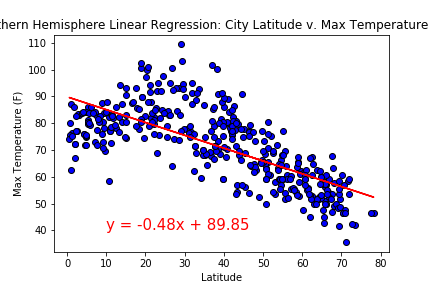 thern Hemisphere Linear Regression: City Latitude v. Max Temperature
110
100
90
80
70
60
50
40
Max Temperature (F)
y = -0.48x + 89.85
0 10 20 30 40 50 60 70 80
Latitude